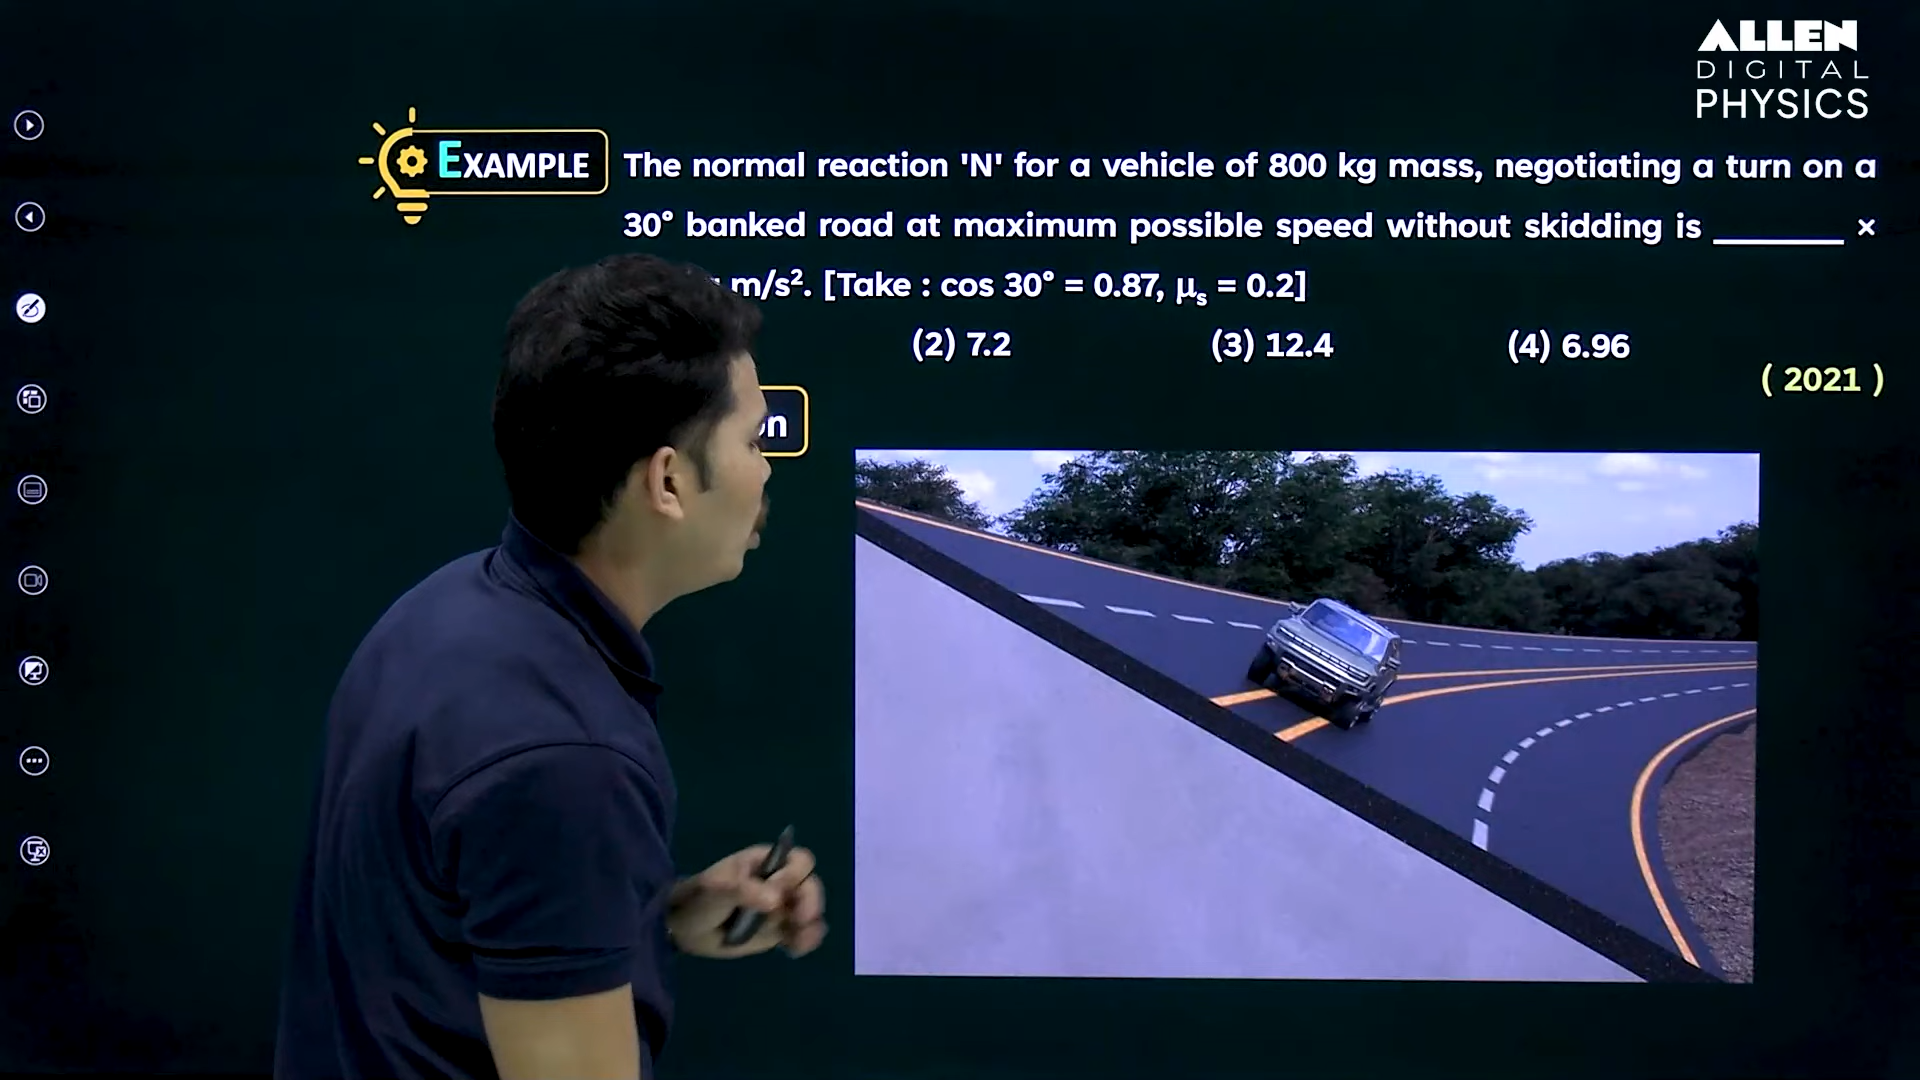 ALLEN
DIGITAL
PHYSICS
EXAMPLE
The normal reaction 'N' for a vehicle of 800 kg mass, negotiating a turn on a
30° banked road at maximum possible speed without skidding is ________ ×
m/s². [Take : cos 30° = 0.87, μₛ = 0.2]
(2) 7.2 (3) 12.4 (4) 6.96
( 2021 )